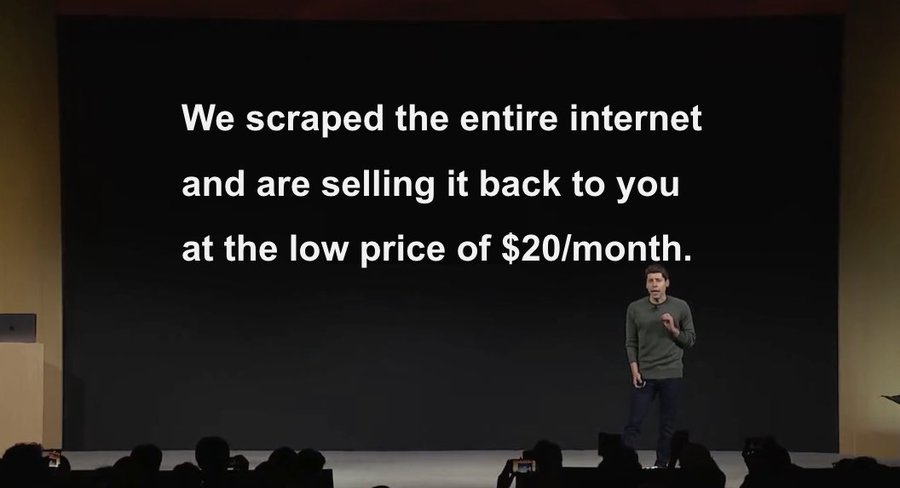 We scraped the entire internet
and are selling it back to you
at the low price of $20/month.